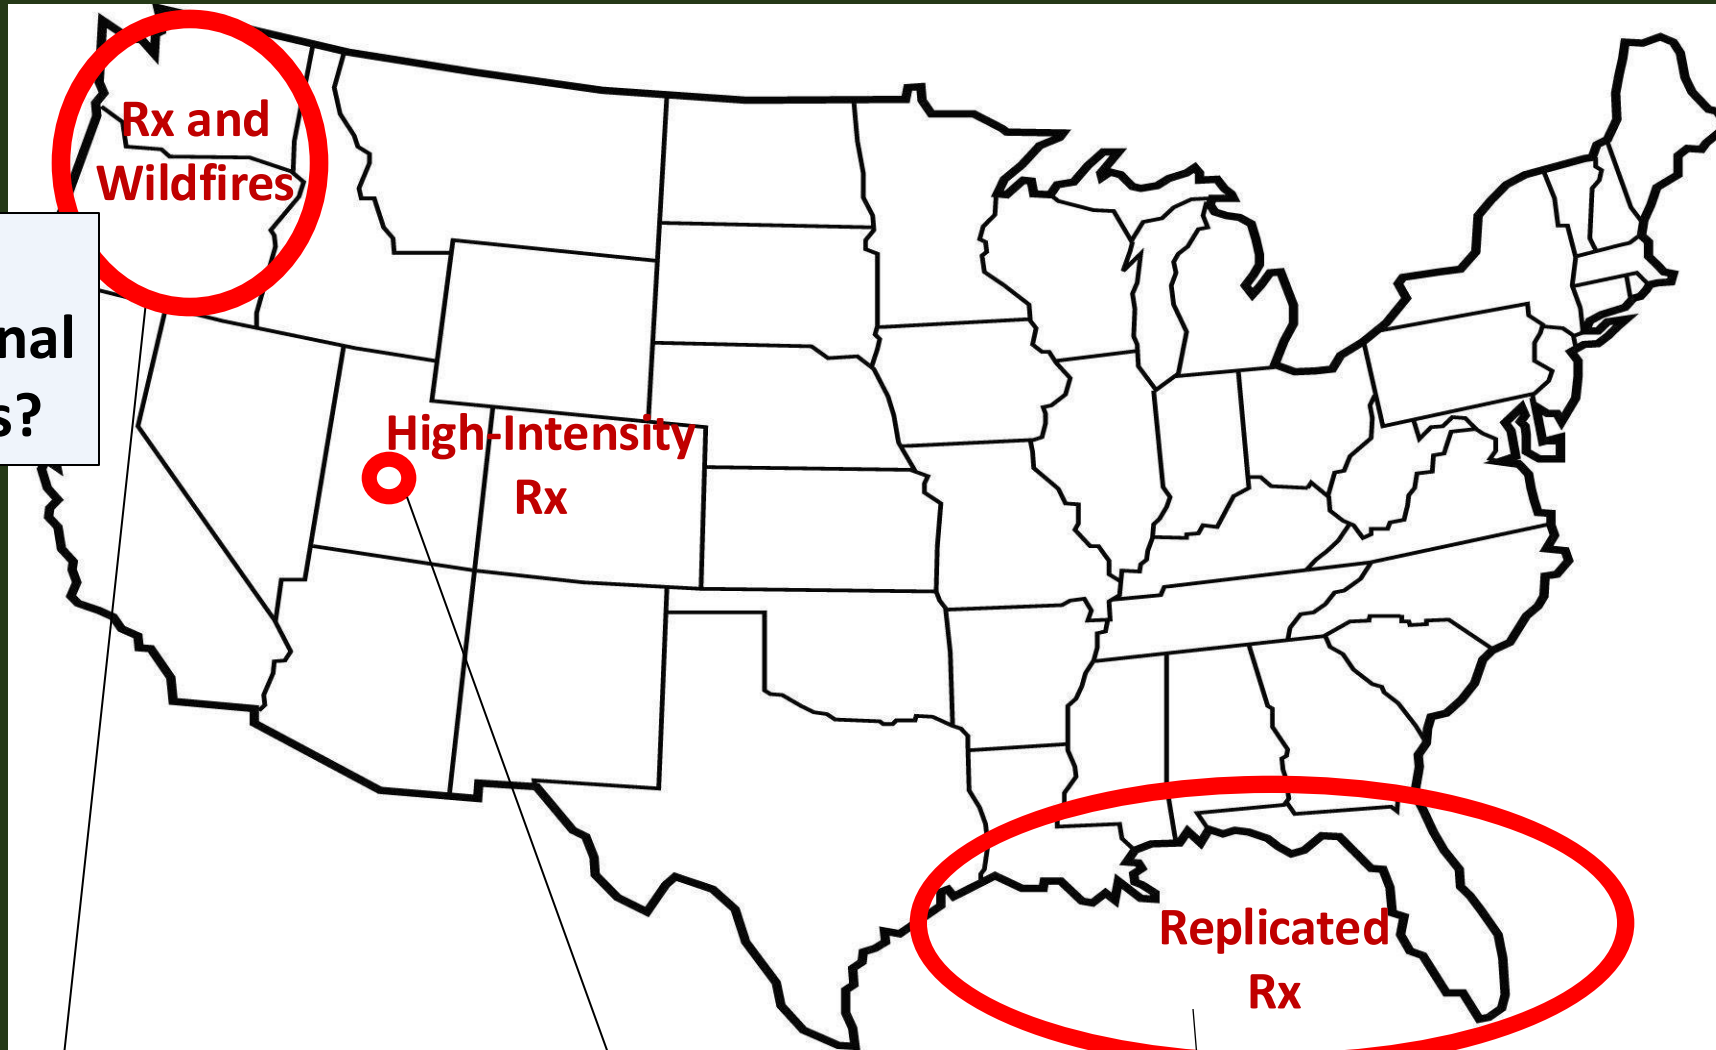 Rx and
Wildfires
nal
s?
High-Intensity
Rx
Replicated
Rx